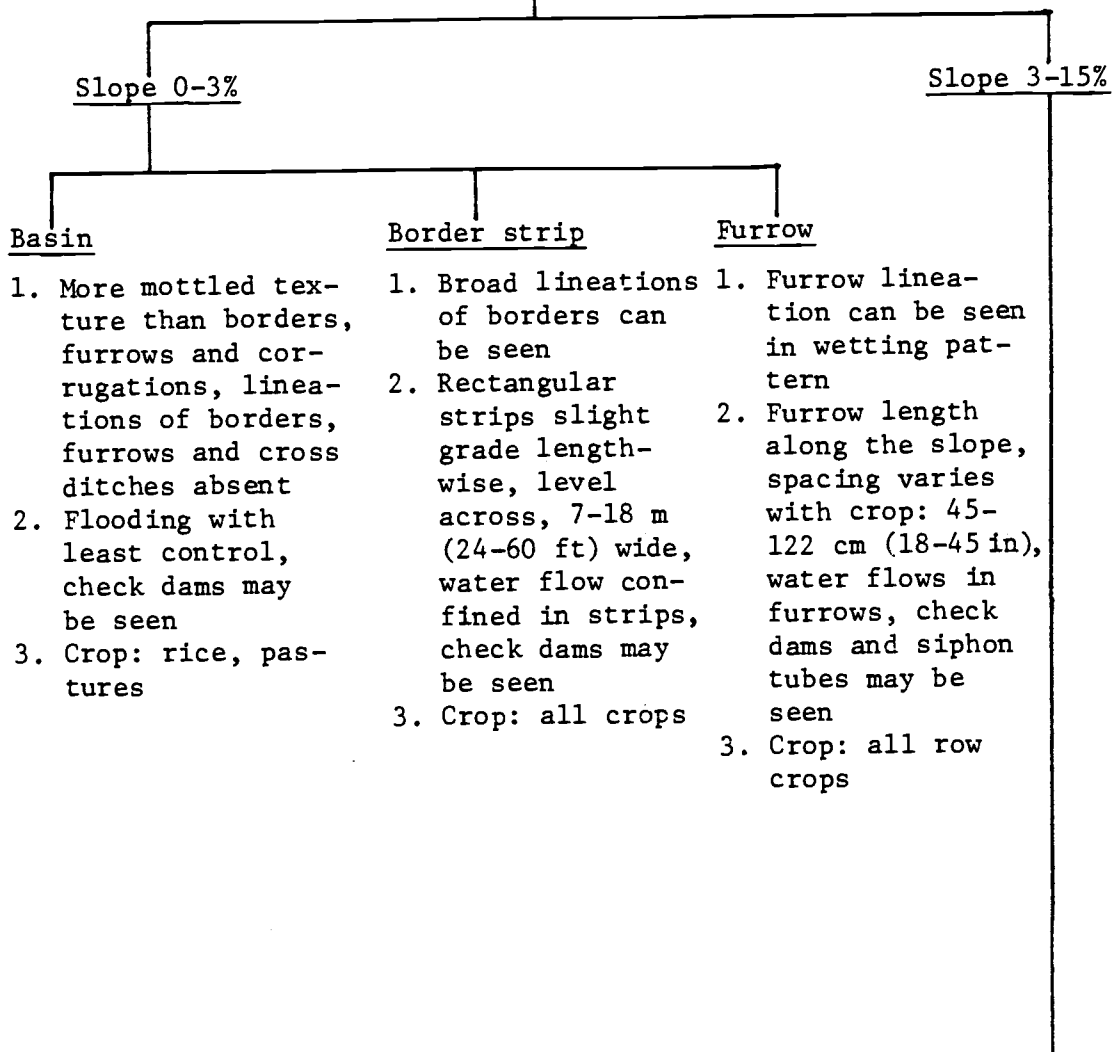 Slope 0-3%
Slope 3-15%
Basin
1. More mottled tex-
ture than borders,
furrows and cor-
rugations, linea-
tions of borders,
furrows and cross
ditches absent
2. Flooding with
least control,
check dams may
be seen
3. Crop: rice, pas-
tures
Border strip
1. Broad lineations
of borders can
be seen
2. Rectangular
strips slight
grade length-
wise, level
across, 7-18 m
(24-60 ft) wide,
water flow con-
fined in strips,
check dams may
be seen
3. Crop: all crops
Furrow
1. Furrow linea-
tion can be seen
in wetting pat-
tern
2. Furrow length
along the slope,
spacing varies
with crop: 45-
122 cm (18-45 in),
water flows in
furrows, check
dams and siphon
tubes may be
seen
3. Crop: all row
crops